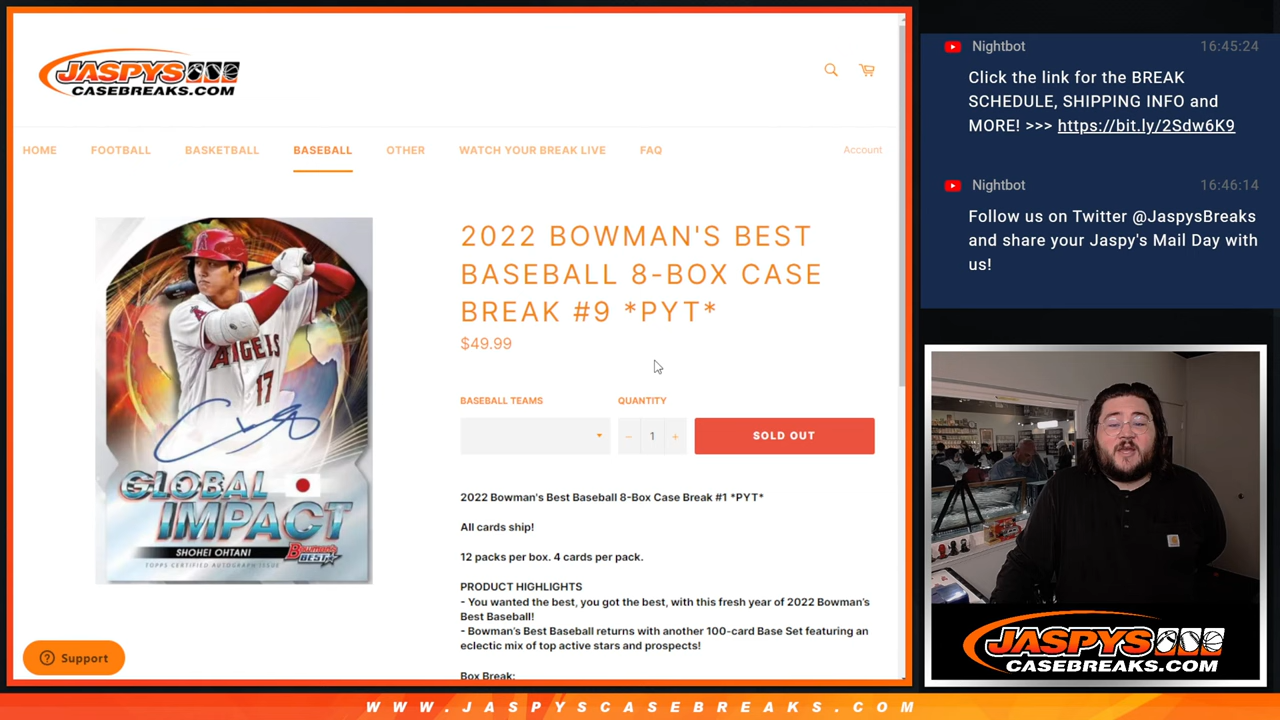 JASPYS
CASEBREAKS.COM
HOME FOOTBALL BASKETBALL BASEBALL OTHER WATCH YOUR BREAK LIVE FAQ Account
ANGELS
17
GLOBAL
IMPACT
SHOHEI OHTANI
BOWMAN'S BEST
TOPPS CERTIFIED AUTOGRAPH ISSUE
2022 BOWMAN'S BEST
BASEBALL 8-BOX CASE
BREAK #9 *PYT*
$49.99
BASEBALL TEAMS QUANTITY
− 1 + SOLD OUT
2022 Bowman's Best Baseball 8-Box Case Break #1 *PYT*
All cards ship!
12 packs per box. 4 cards per pack.
PRODUCT HIGHLIGHTS
- You wanted the best, you got the best, with this fresh year of 2022 Bowman's
Best Baseball!
- Bowman's Best Baseball returns with another 100-card Base Set featuring an
eclectic mix of top active stars and prospects!
Box Break:
Support
Nightbot 16:45:24
Click the link for the BREAK
SCHEDULE, SHIPPING INFO and
MORE! >>> https://bit.ly/2Sdw6K9
Nightbot 16:46:14
Follow us on Twitter @JaspysBreaks
and share your Jaspy's Mail Day with
us!
JASPYS
CASEBREAKS.COM
WWW.JASPYSCASEBREAKS.COM